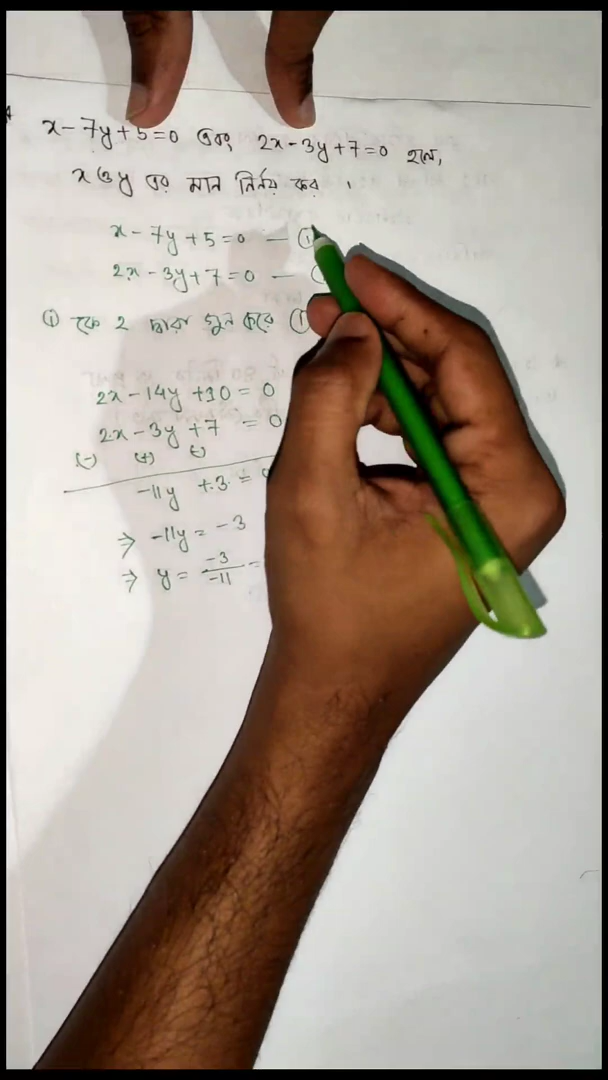 x - 7y + 5 = 0 এবং 2x - 3y + 7 = 0 হলে,
x ও y এর মান নির্নয় কর ।
x - 7y + 5 = 0 — (i
2x - 3y + 7 = 0 —
(i) কে 2 দ্বারা গুন করে
2x - 14y + 10 = 0
2x - 3y + 7 = 0
(-) (+) (-)
-11y + 3 =
⇒ -11y = -3
⇒ y = -3/-11 =